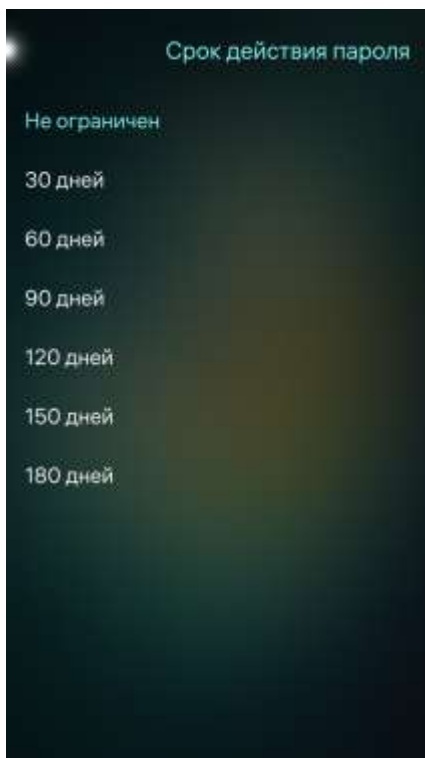 Срок действия пароля
Не ограничен
30 дней
60 дней
90 дней
120 дней
150 дней
180 дней